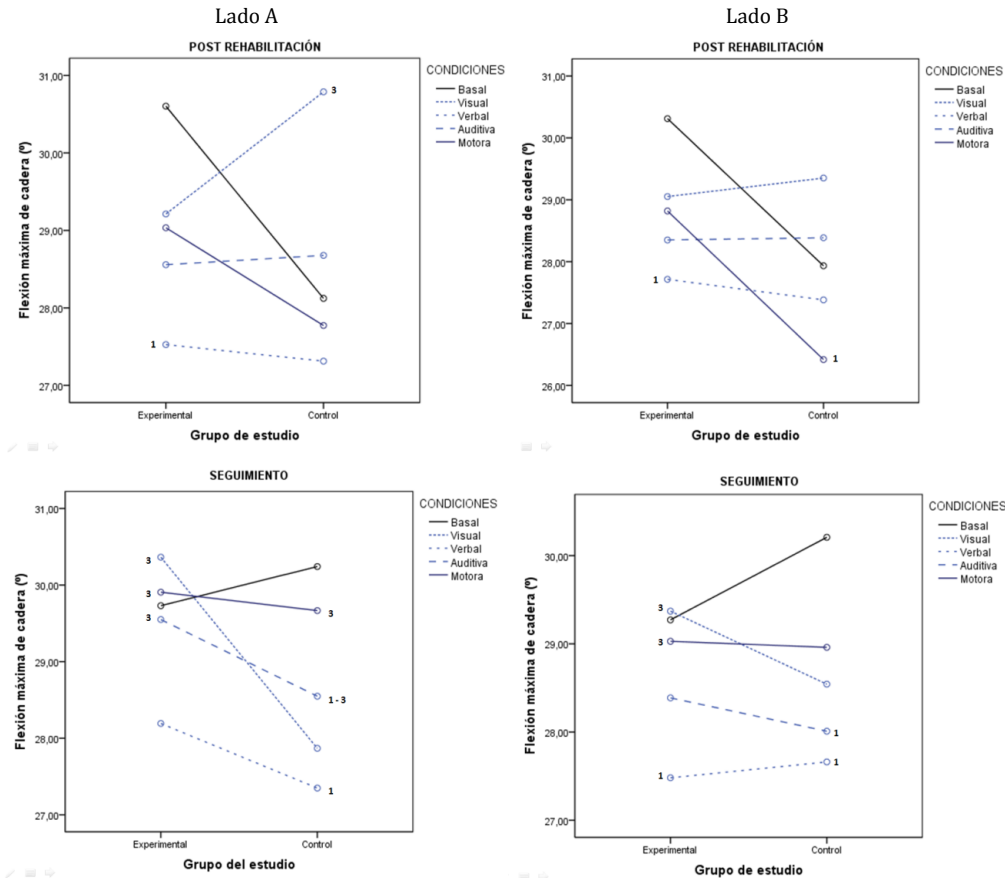 Lado A
Lado B
POST REHABILITACIÓN
31,00
30,00
29,00
28,00
27,00
Flexión máxima de cadera (º)
3
1
Experimental
Control
Grupo de estudio
CONDICIONES
Basal
Visual
Verbal
Auditiva
Motora
POST REHABILITACIÓN
31,00
30,00
29,00
28,00
27,00
26,00
Flexión máxima de cadera (º)
1
1
Experimental
Control
Grupo de estudio
CONDICIONES
Basal
Visual
Verbal
Auditiva
Motora
SEGUIMIENTO
31,00
30,00
29,00
28,00
27,00
Flexión máxima de cadera (º)
3
3
3
3
1 - 3
1
Experimental
Control
Grupo del estudio
CONDICIONES
Basal
Visual
Verbal
Auditiva
Motora
SEGUIMIENTO
30,00
29,00
28,00
27,00
Flexión máxima de cadera (º)
3
3
1
1
1
Experimental
Control
Grupo de estudio
CONDICIONES
Basal
Visual
Verbal
Auditiva
Motora